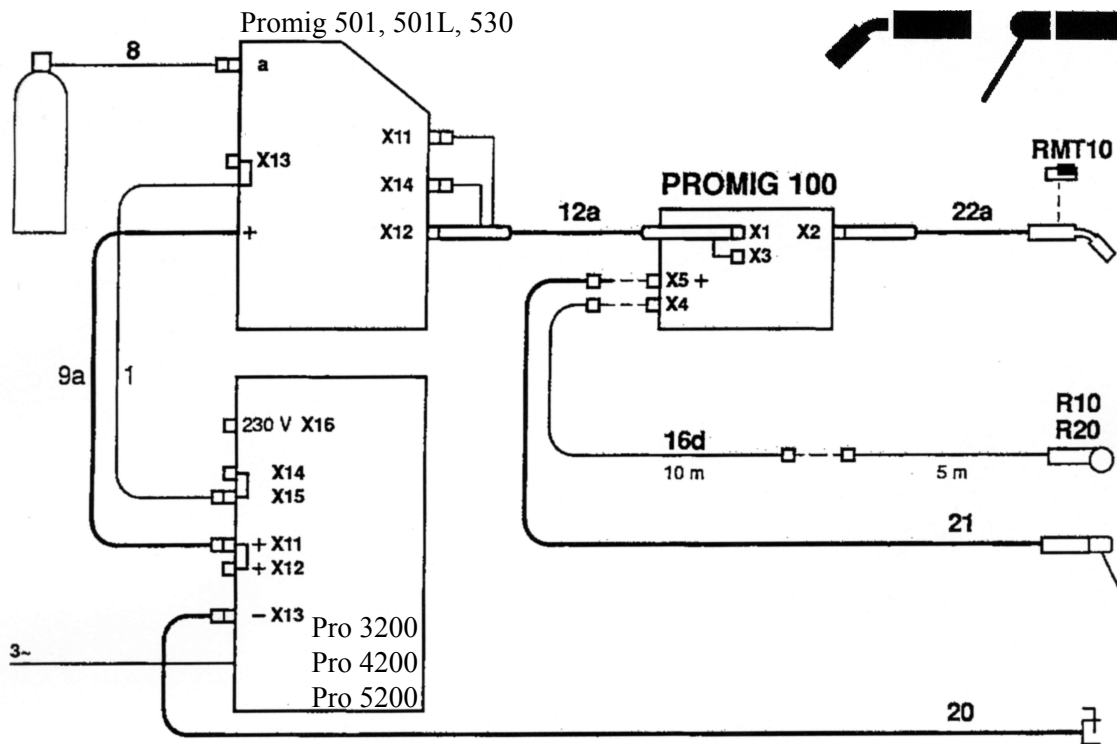 Promig 501, 501L, 530
8
a
X13
X11
X14
X12
+
12a
PROMIG 100
X1
X2
X3
X5 +
X4
22a
RMT10
9a
1
230 V X16
X14
X15
+ X11
+ X12
− X13
Pro 3200
Pro 4200
Pro 5200
3~
16d
10 m
5 m
R10
R20
21
20